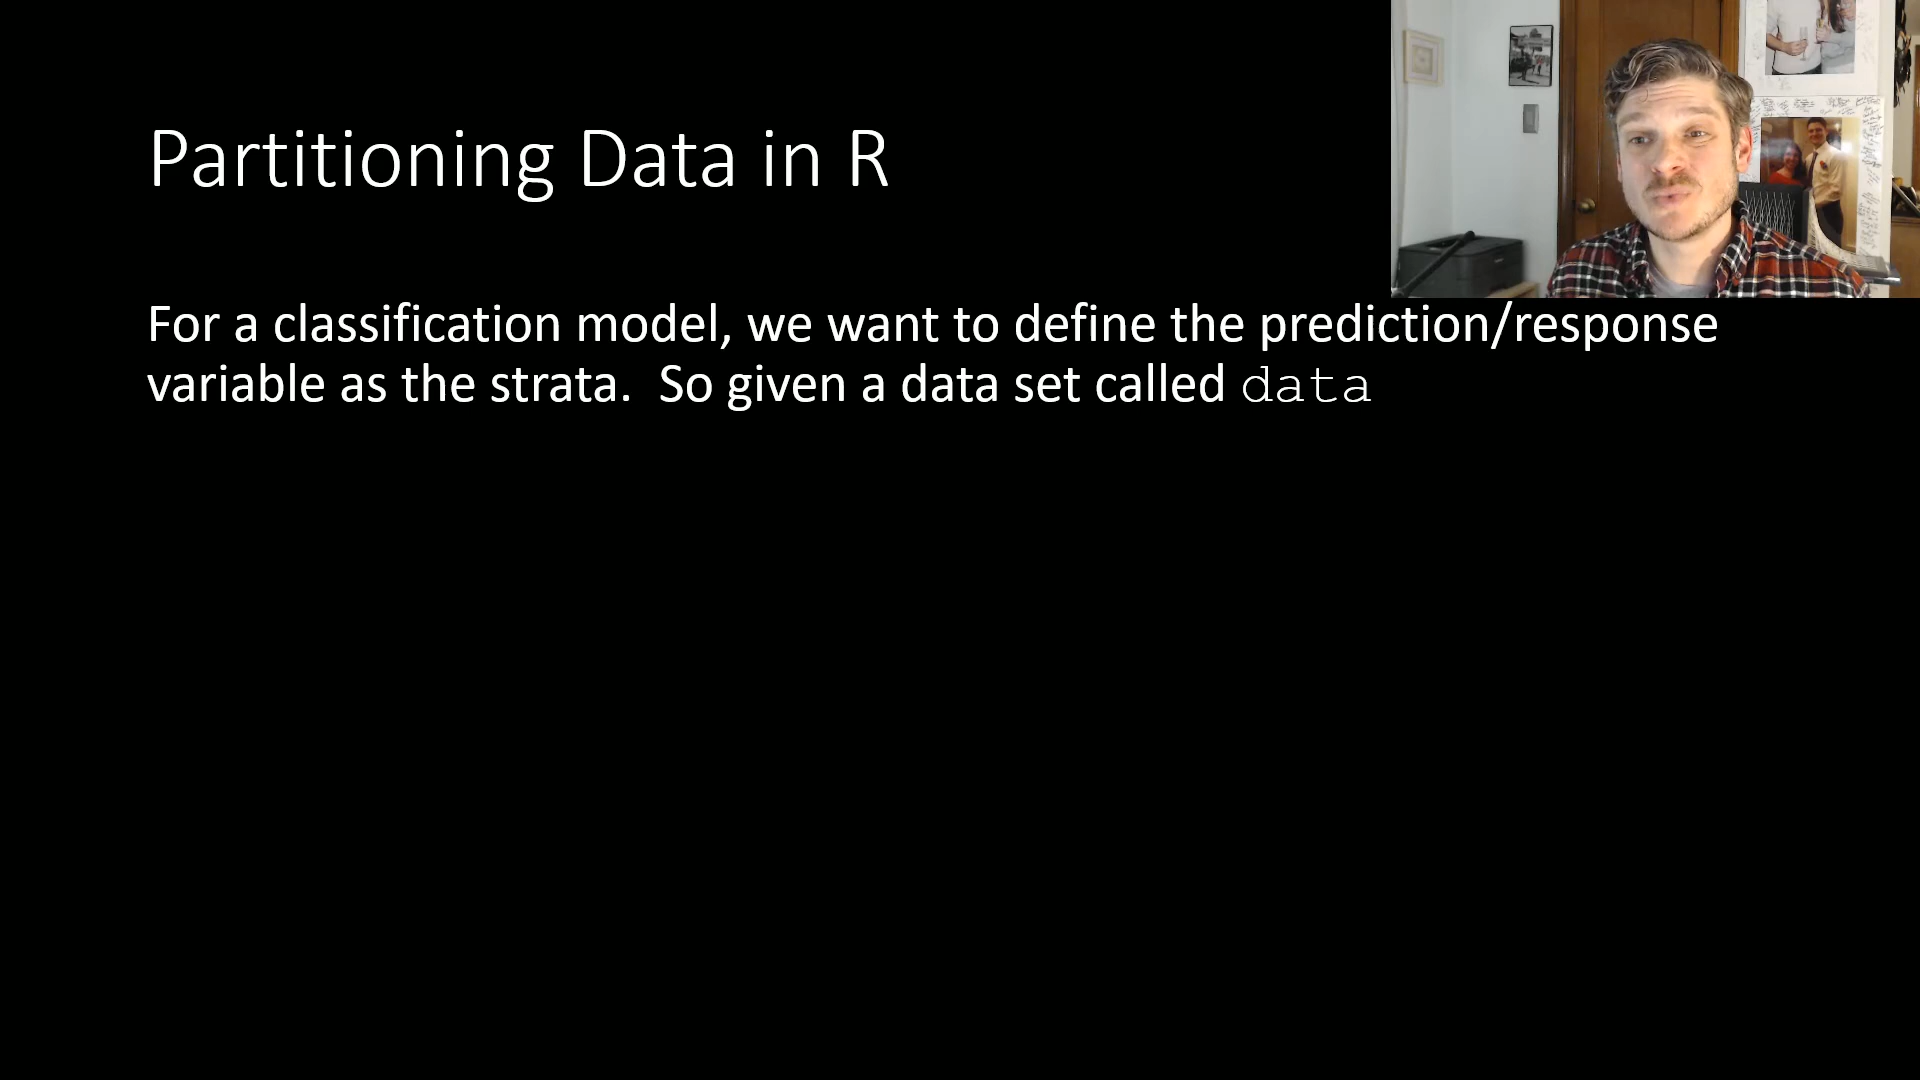 Partitioning Data in R
For a classification model, we want to define the prediction/response
variable as the strata.  So given a data set called data